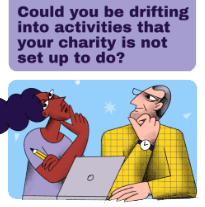 Could you be drifting
into activities that
your charity is not
set up to do?